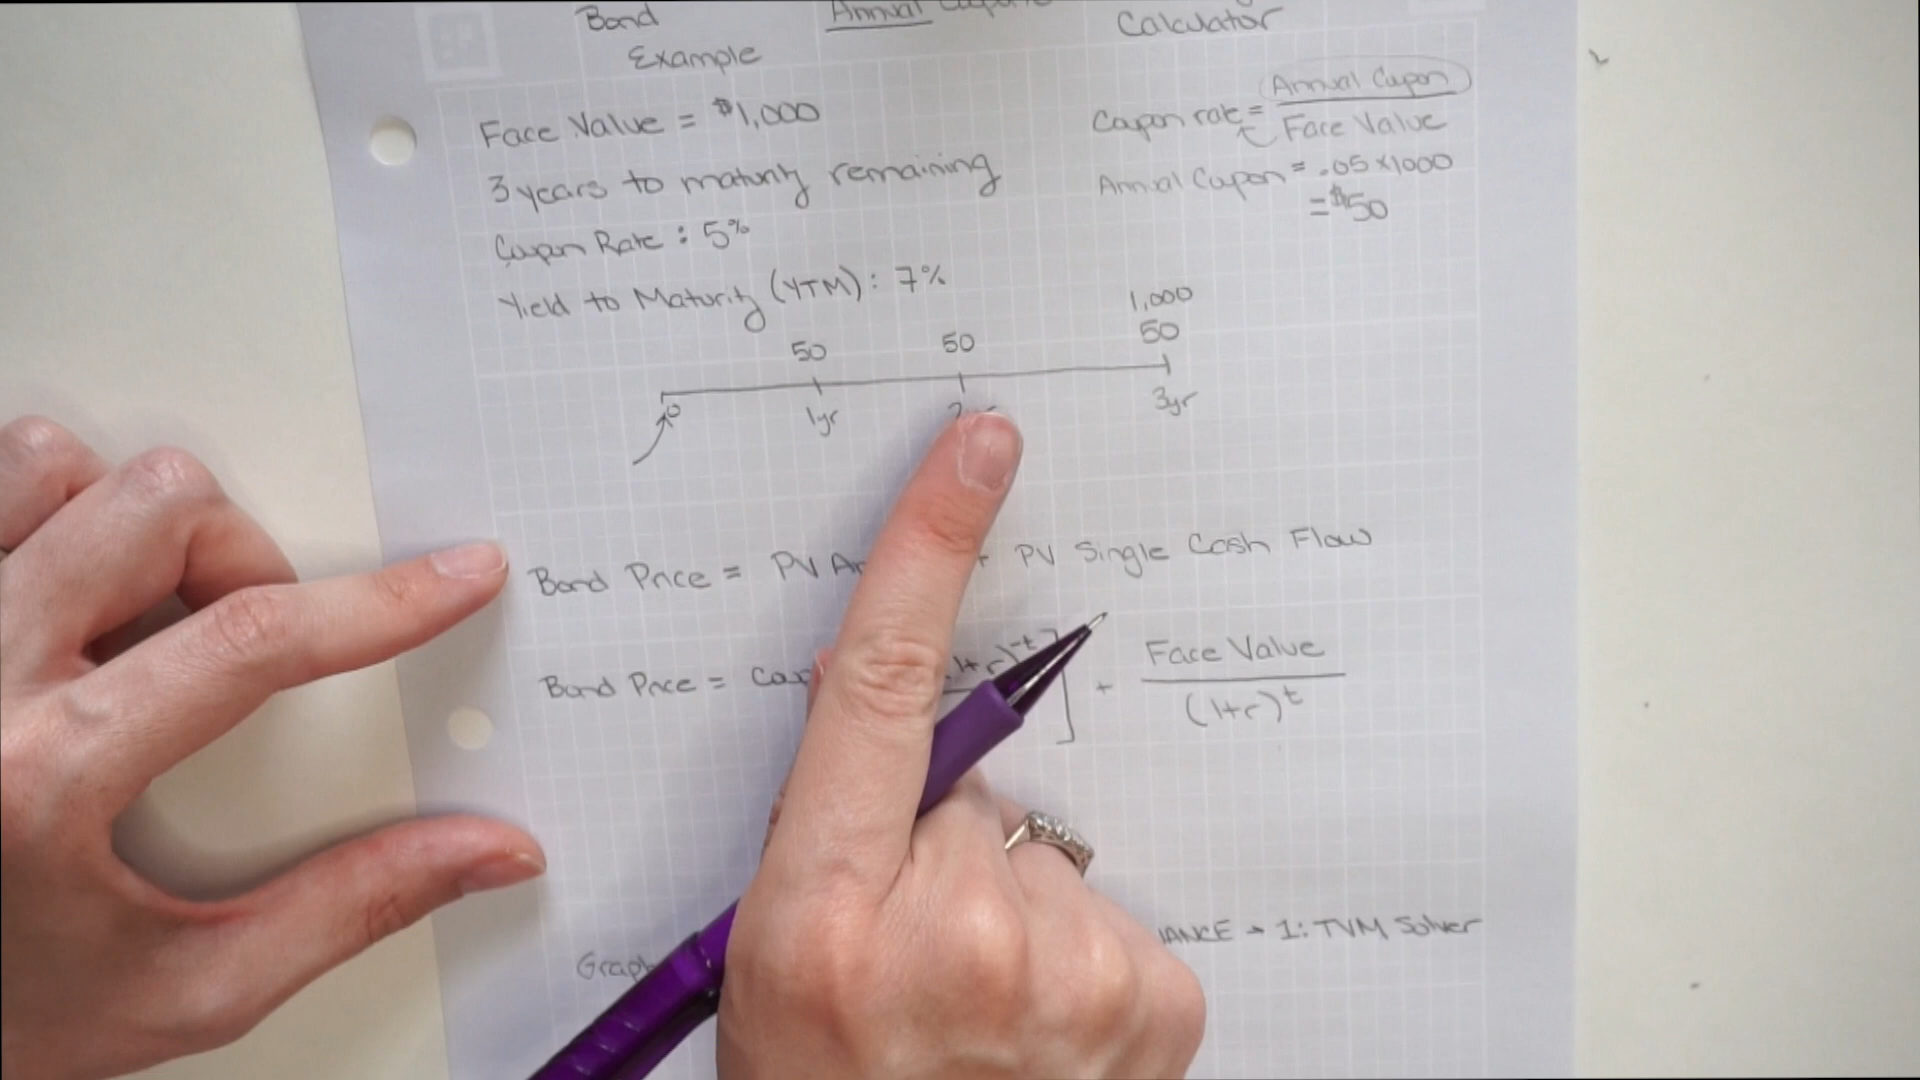 Bond Annual
Example
Calculator
Face Value = $1,000
3 years to maturity remaining
Coupon Rate : 5%
Yield to Maturity (YTM) : 7%
Coupon rate = Annual Coupon
Face Value
Annual Coupon = .05 x 1000
= $50
1,000
50 50 50
0 1yr 3yr
Bond Price = PV + PV Single Cash Flow
Bond Price = (1+r)^-t ] + Face Value
(1+r)^t
→ 1: TVM Solver